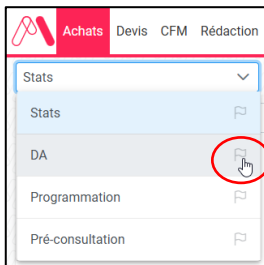 Achats Devis CFM Rédaction
Stats
Stats
DA
Programmation
Pré-consultation